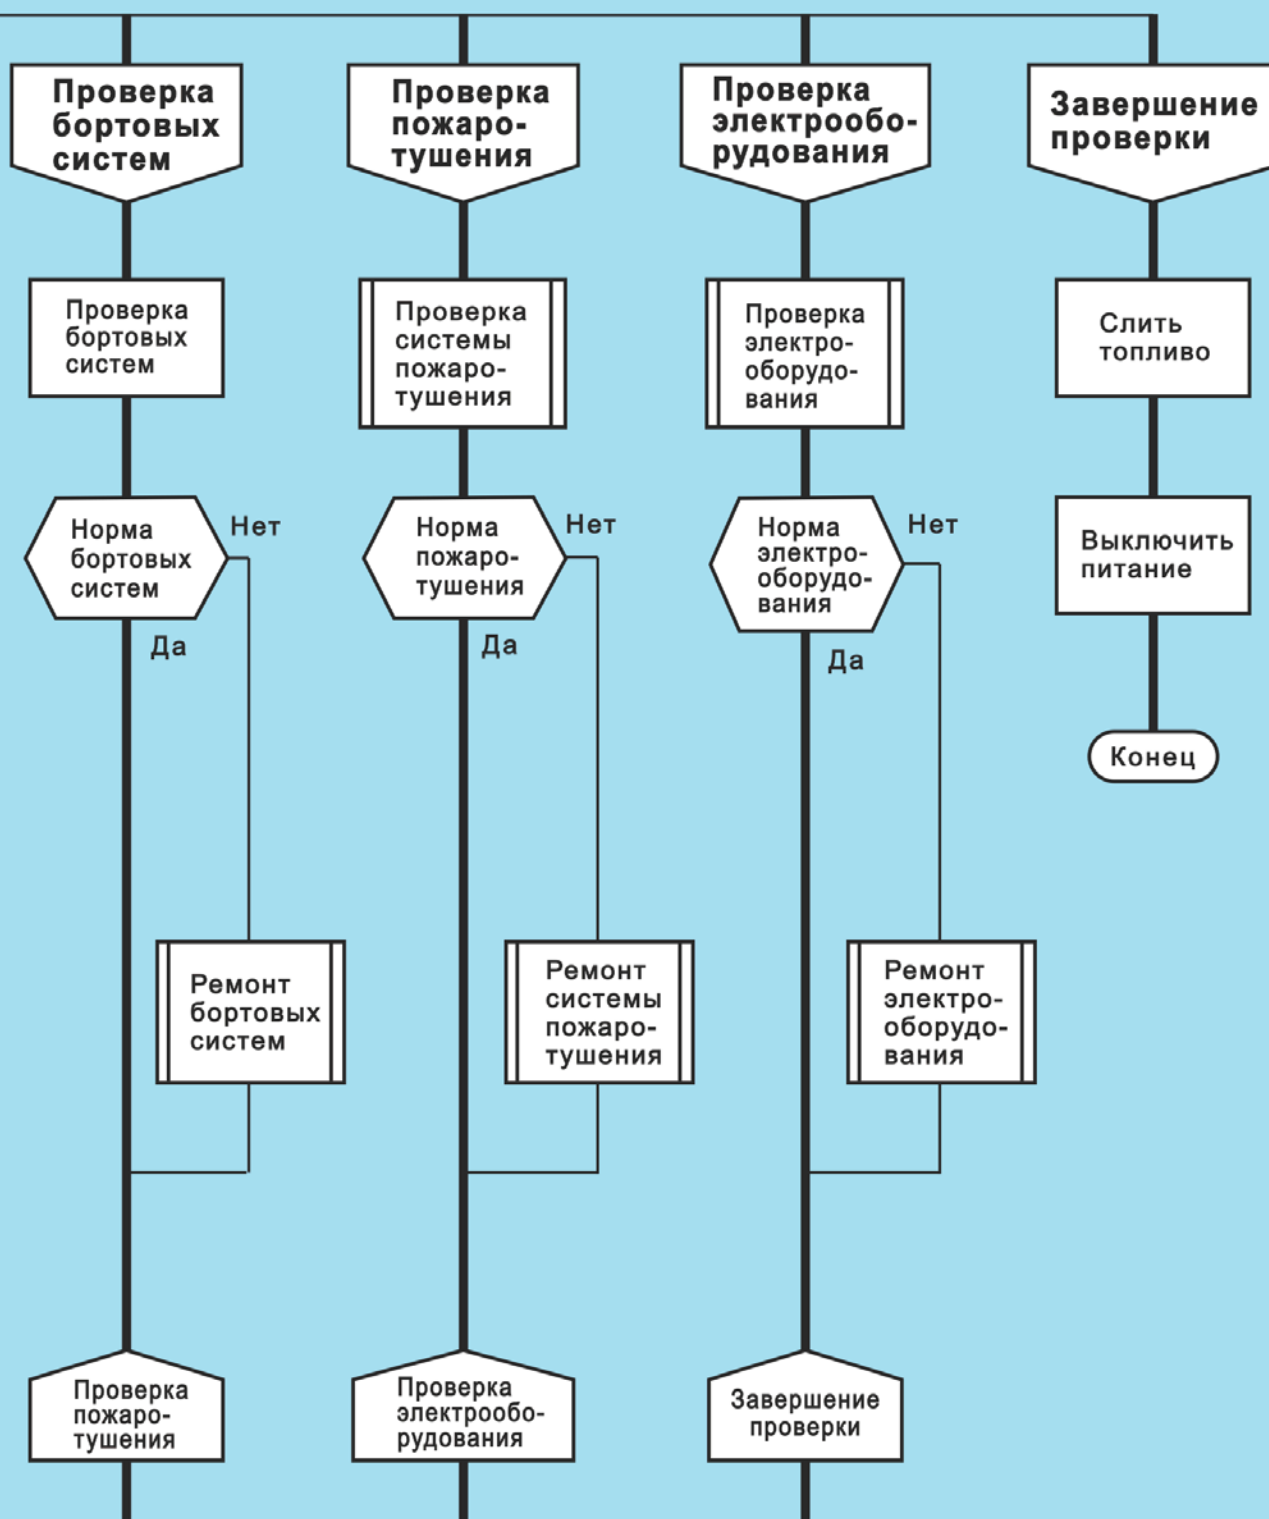 Проверка
бортовых
систем
Проверка
бортовых
систем
Норма
бортовых
систем
Нет
Да
Ремонт
бортовых
систем
Проверка
пожаро-
тушения
Проверка
пожаро-
тушения
Проверка
системы
пожаро-
тушения
Норма
пожаро-
тушения
Нет
Да
Ремонт
системы
пожаро-
тушения
Проверка
электрообо-
рудования
Проверка
электрообо-
рудования
Проверка
электро-
оборудо-
вания
Норма
электро-
оборудо-
вания
Нет
Да
Ремонт
электро-
оборудо-
вания
Завершение
проверки
Завершение
проверки
Слить
топливо
Выключить
питание
Конец